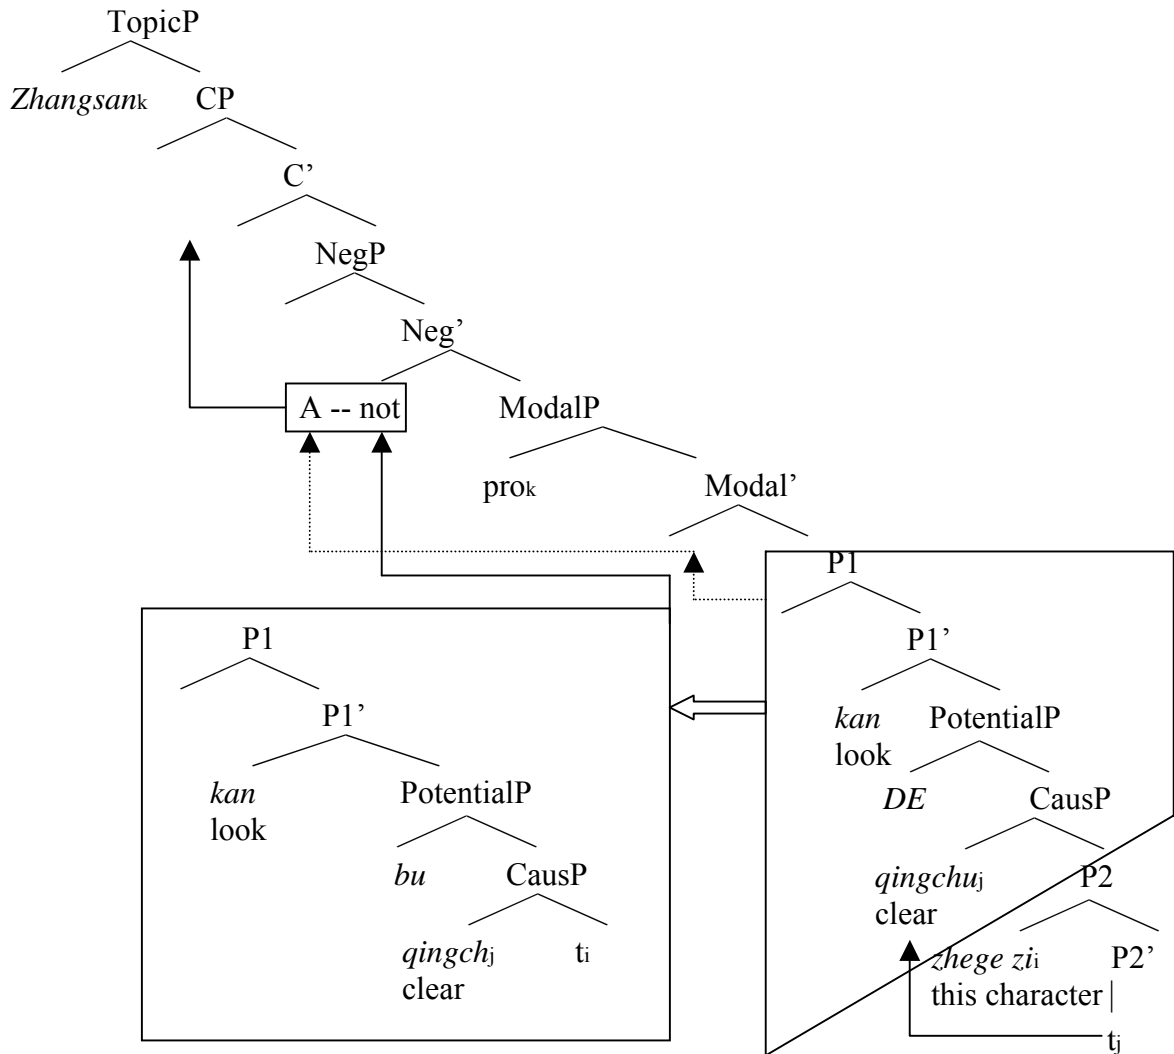 TopicP
Zhangsank CP
C’
NegP
Neg’
A -- not ModalP
prok Modal’
P1
P1 P1’
P1’ kan PotentialP
look
kan PotentialP DE CausP
look
bu CausP qingchuj P2
clear
qingchj ti zhege zii P2’
clear this character
tj